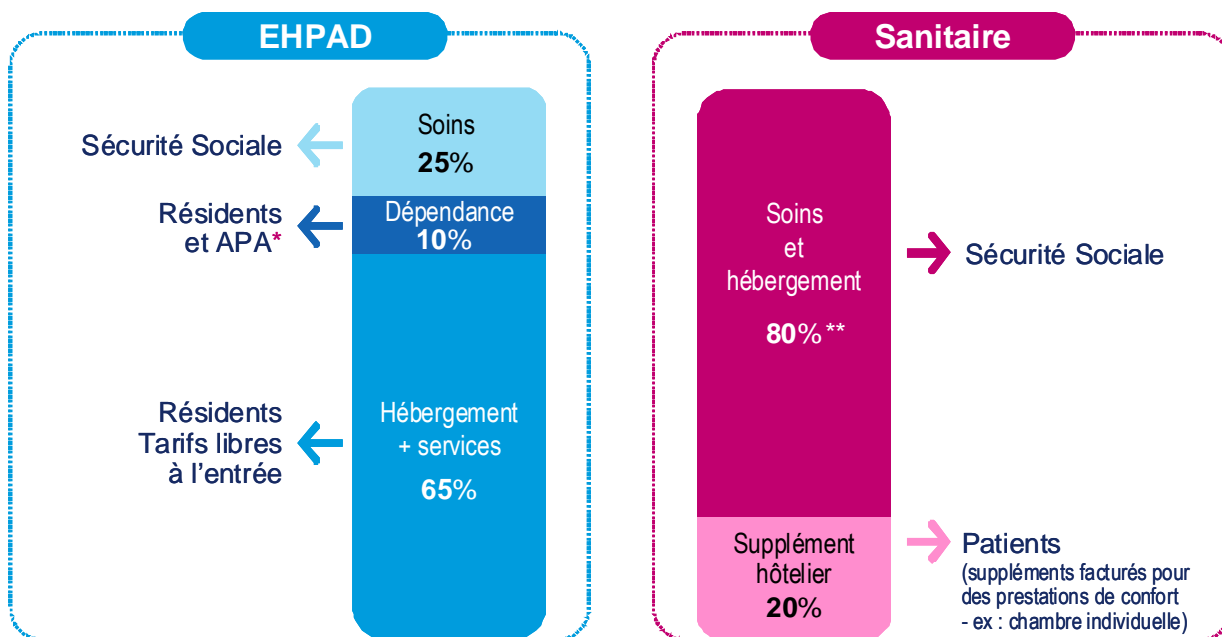 EHPAD
Sécurité Sociale
Soins
25%
Résidents
et APA*
Dépendance
10%
Résidents
Tarifs libres
à l’entrée
Hébergement
+ services
65%
Sanitaire
Soins
et
hébergement
80% **
Sécurité Sociale
Supplément
hôtelier
20%
Patients
(suppléments facturés pour
des prestations de confort
- ex : chambre individuelle)